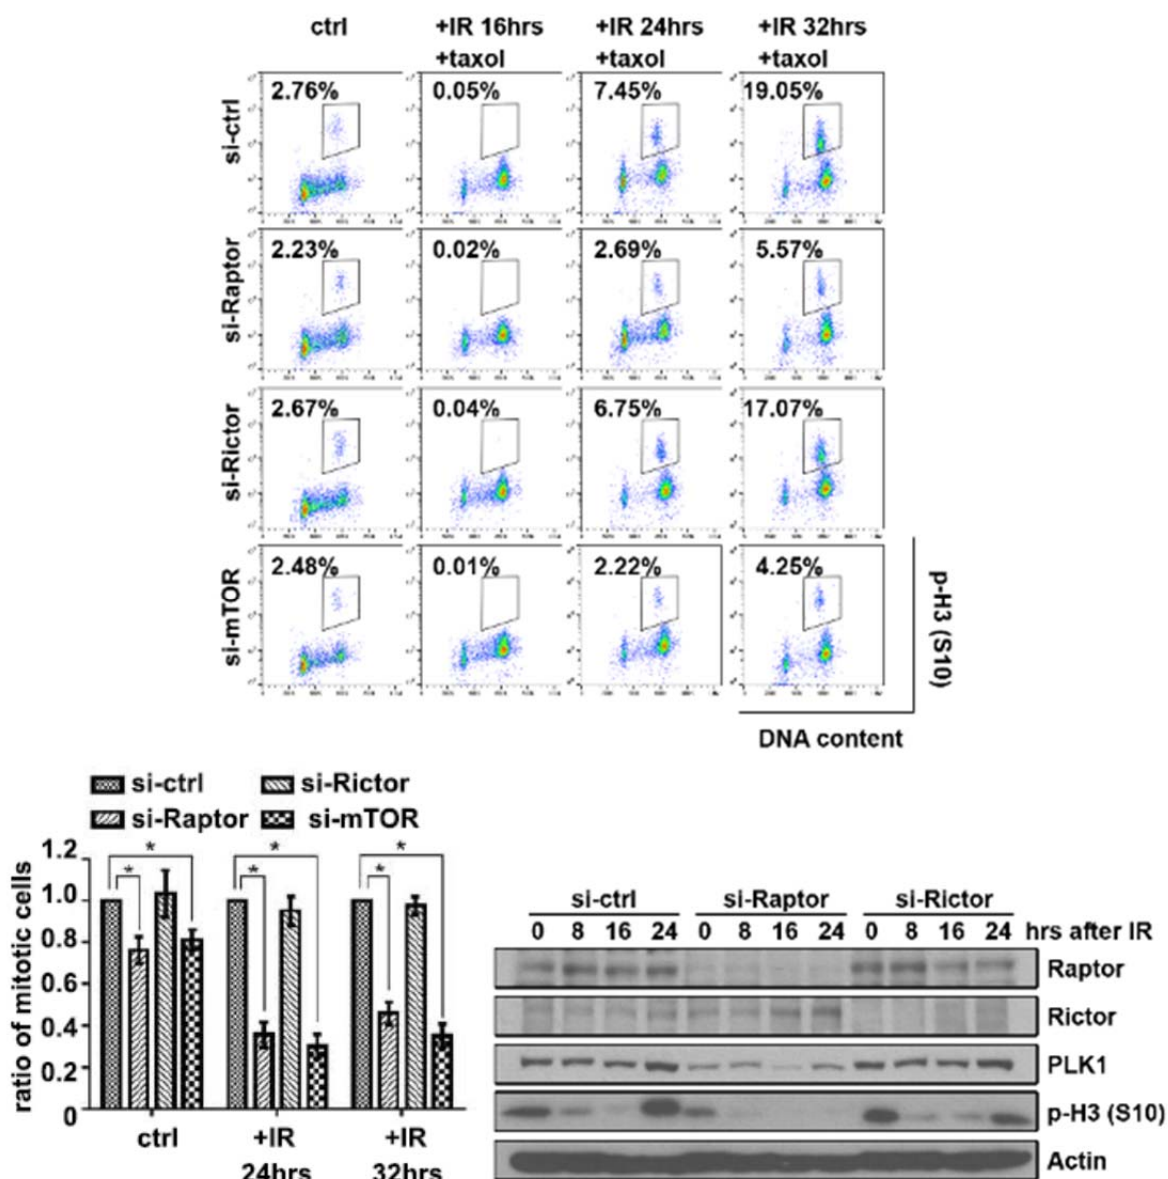 ctrl +IR 16hrs +IR 24hrs +IR 32hrs
+taxol +taxol +taxol
si-ctrl 2.76% 0.05% 7.45% 19.05%
si-Raptor 2.23% 0.02% 2.69% 5.57%
si-Rictor 2.67% 0.04% 6.75% 17.07%
si-mTOR 2.48% 0.01% 2.22% 4.25%
p-H3 (S10)
DNA content
si-ctrl si-Rictor
si-Raptor si-mTOR
ratio of mitotic cells
1.2
1.0
0.8
0.6
0.4
0.2
0
* * * * * *
ctrl +IR +IR
24hrs 32hrs
si-ctrl si-Raptor si-Rictor
0 8 16 24 0 8 16 24 0 8 16 24 hrs after IR
Raptor
Rictor
PLK1
p-H3 (S10)
Actin